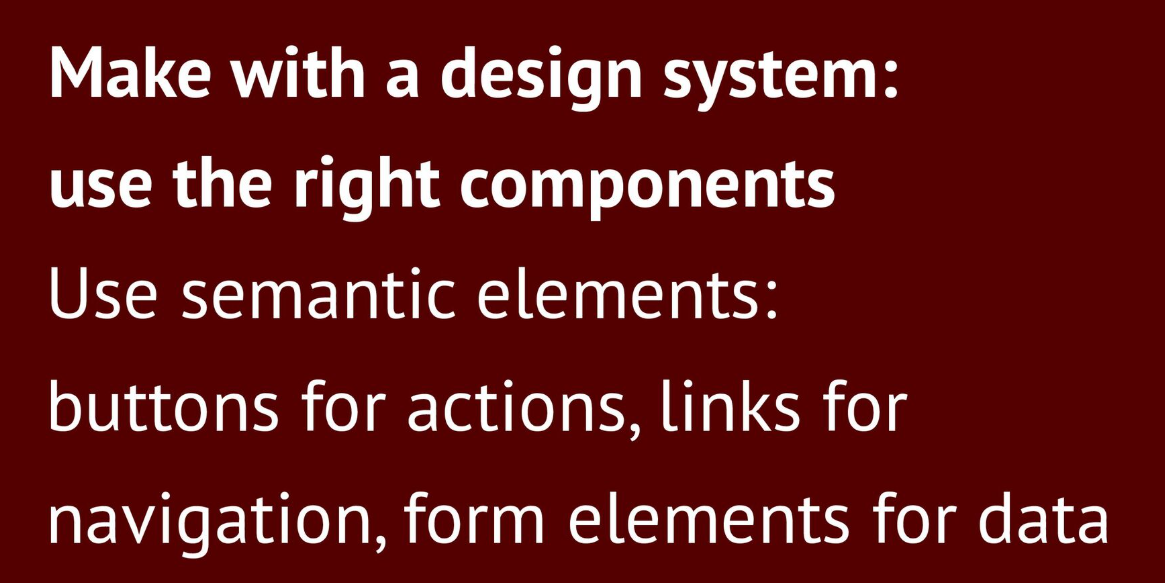 Make with a design system:
use the right components
Use semantic elements:
buttons for actions, links for
navigation, form elements for data